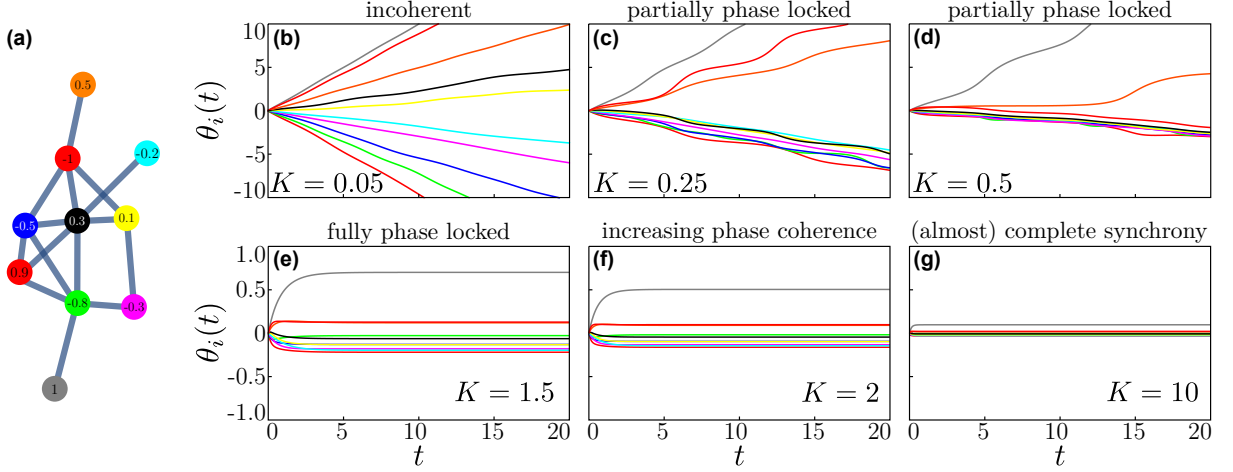 (a)
0.5
-1
-0.2
-0.5
0.3
0.1
0.9
-0.8
-0.3
1
incoherent
(b)
10
5
0
-5
-10
θᵢ(t)
K = 0.05
partially phase locked
(c)
K = 0.25
partially phase locked
(d)
K = 0.5
fully phase locked
(e)
1.0
0.5
0
-0.5
-1.0
θᵢ(t)
K = 1.5
0 5 10 15 20
t
increasing phase coherence
(f)
K = 2
0 5 10 15 20
t
(almost) complete synchrony
(g)
K = 10
0 5 10 15 20
t